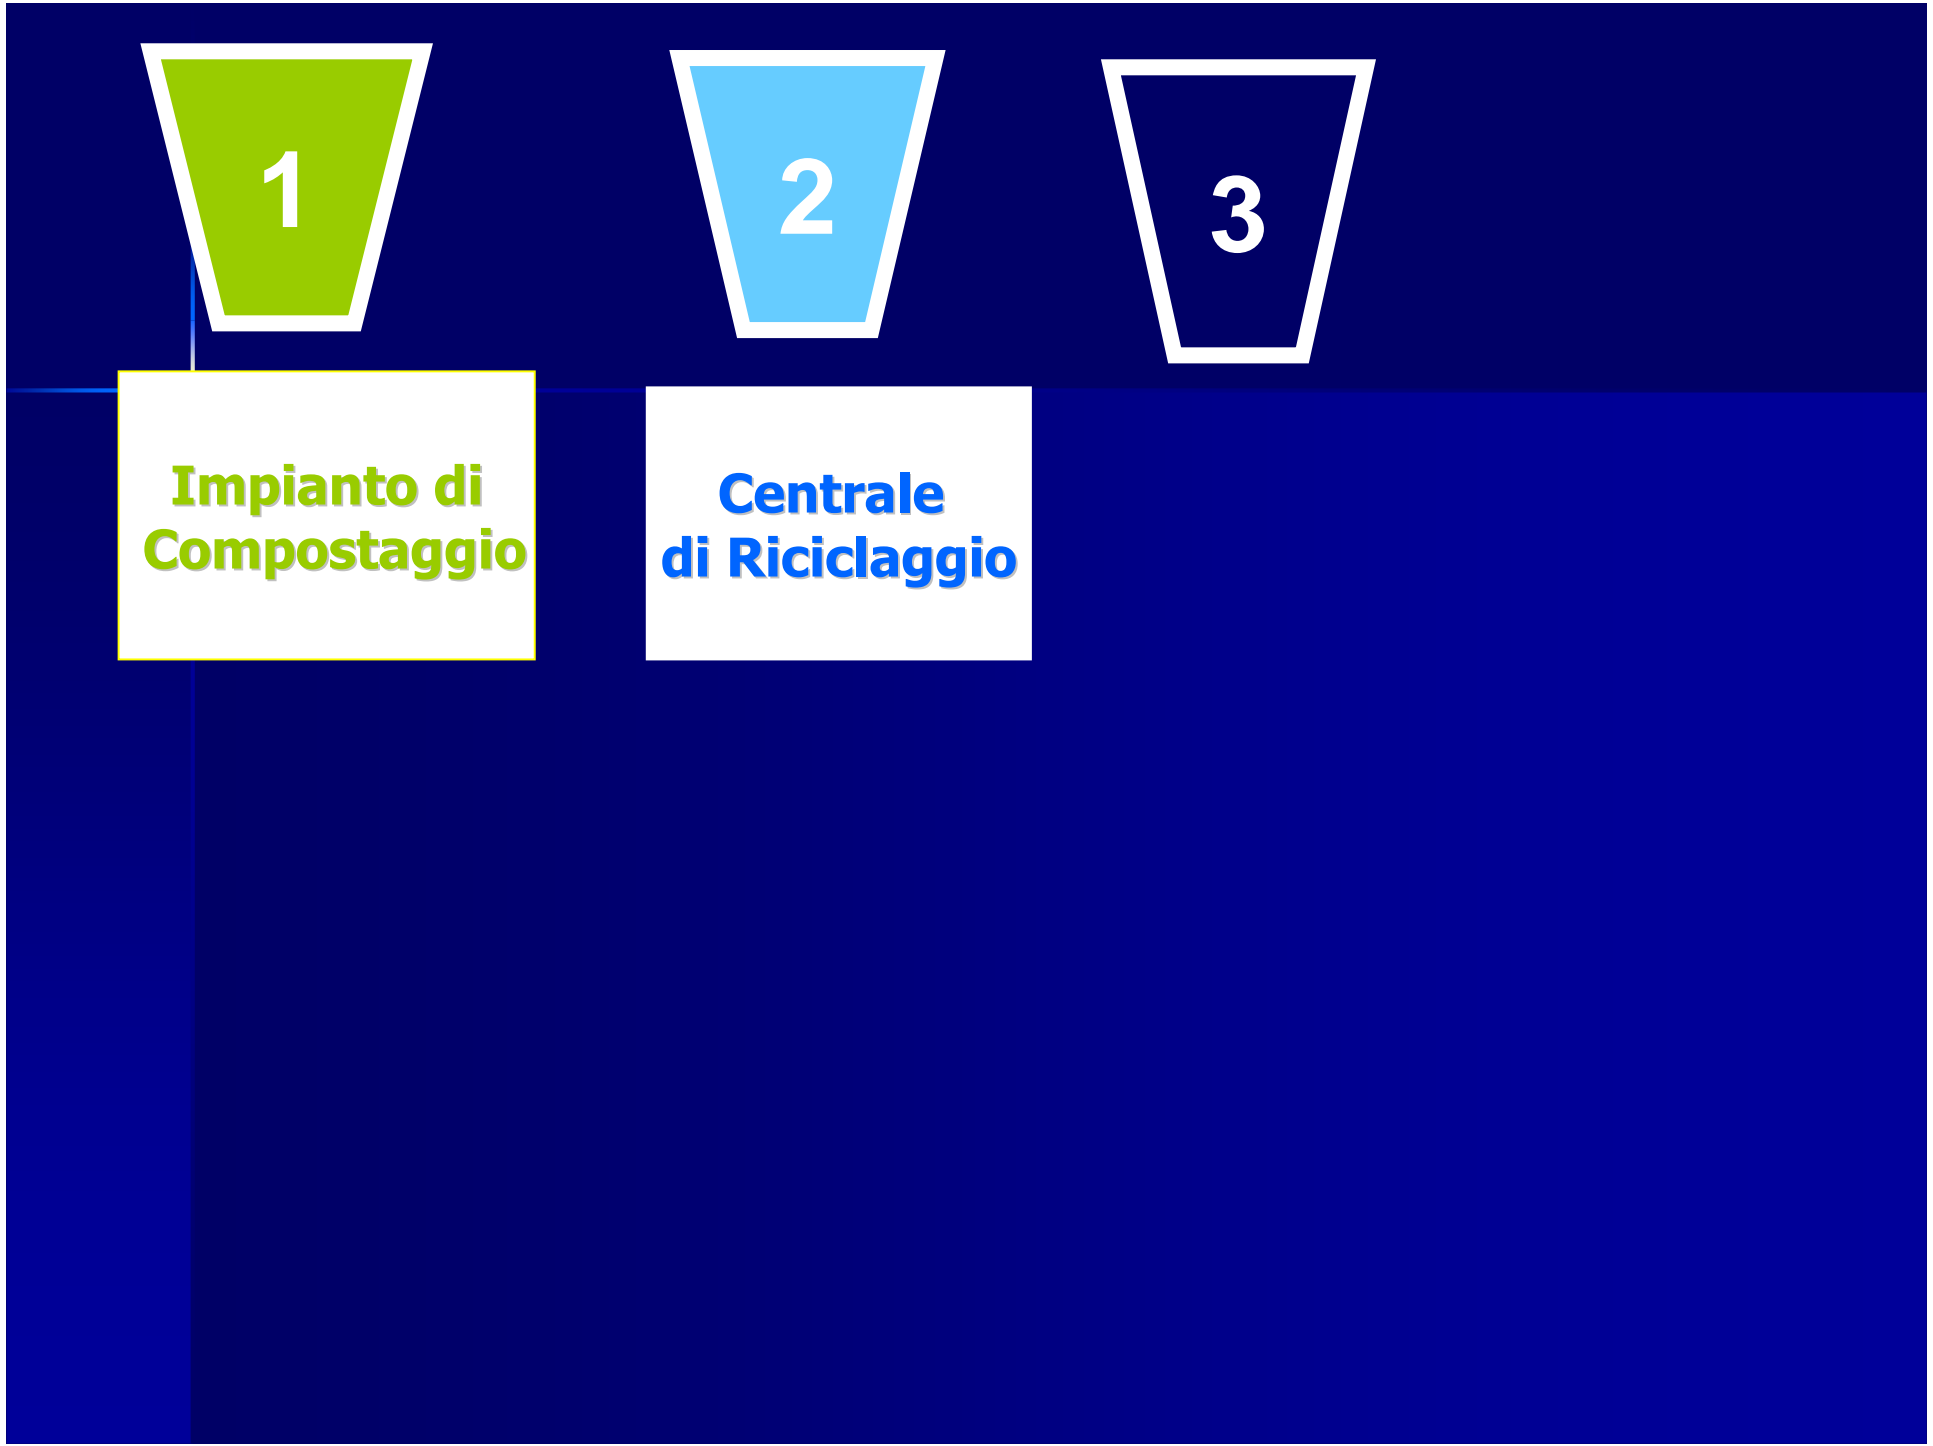 1
2
3
Impianto di
Compostaggio
Centrale
di Riciclaggio